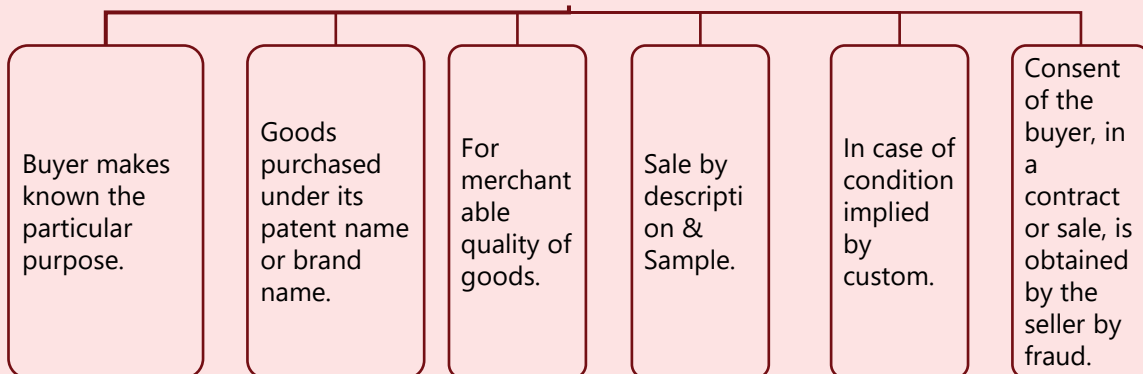 Buyer makes
known the
particular
purpose.
Goods
purchased
under its
patent name
or brand
name.
For
merchant
able
quality of
goods.
Sale by
descripti
on &
Sample.
In case of
condition
implied
by
custom.
Consent
of the
buyer, in
a
contract
or sale, is
obtained
by the
seller by
fraud.